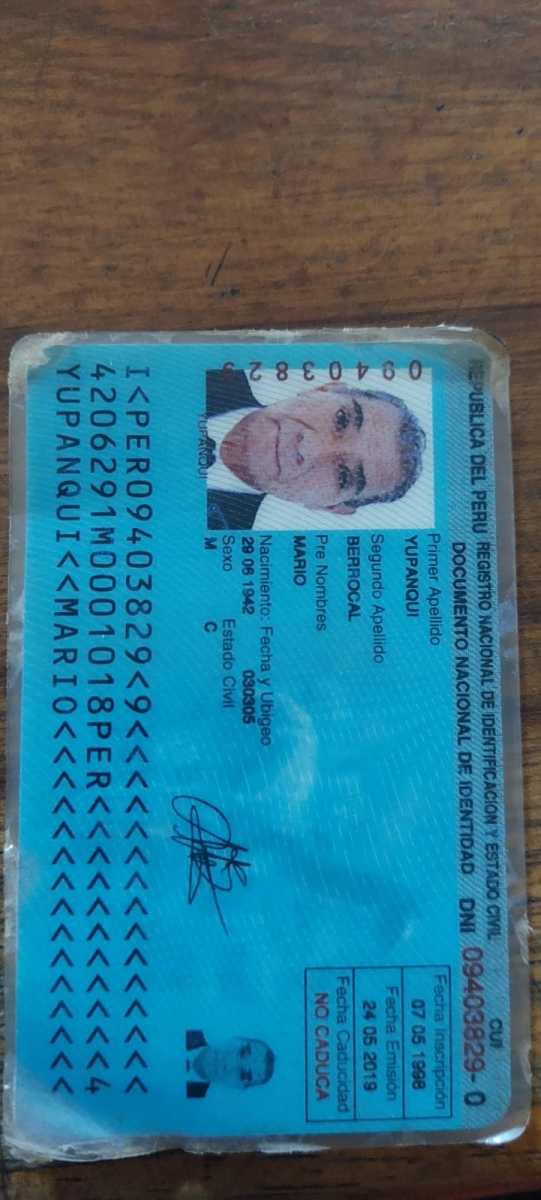 REPUBLICA DEL PERU REGISTRO NACIONAL DE IDENTIFICACION Y ESTADO CIVIL
DOCUMENTO NACIONAL DE IDENTIDAD DNI 09403829- 0
CUI
Primer Apellido
YUPANQUI
Segundo Apellido
BERROCAL
Pre Nombres
MARIO
Nacimiento: Fecha y Ubigeo
29 06 1942 030305
Sexo Estado Civil
M C
Fecha Inscripción
07 05 1998
Fecha Emisión
24 05 2019
Fecha Caducidad
NO CADUCA
YUPANQUI
I<PER09403829<9<<<<<<<<<<<<<<<
4206291M0001018PER<<<<<<<<<<<4
YUPANQUI<<MARIO<<<<<<<<<<<<<<<